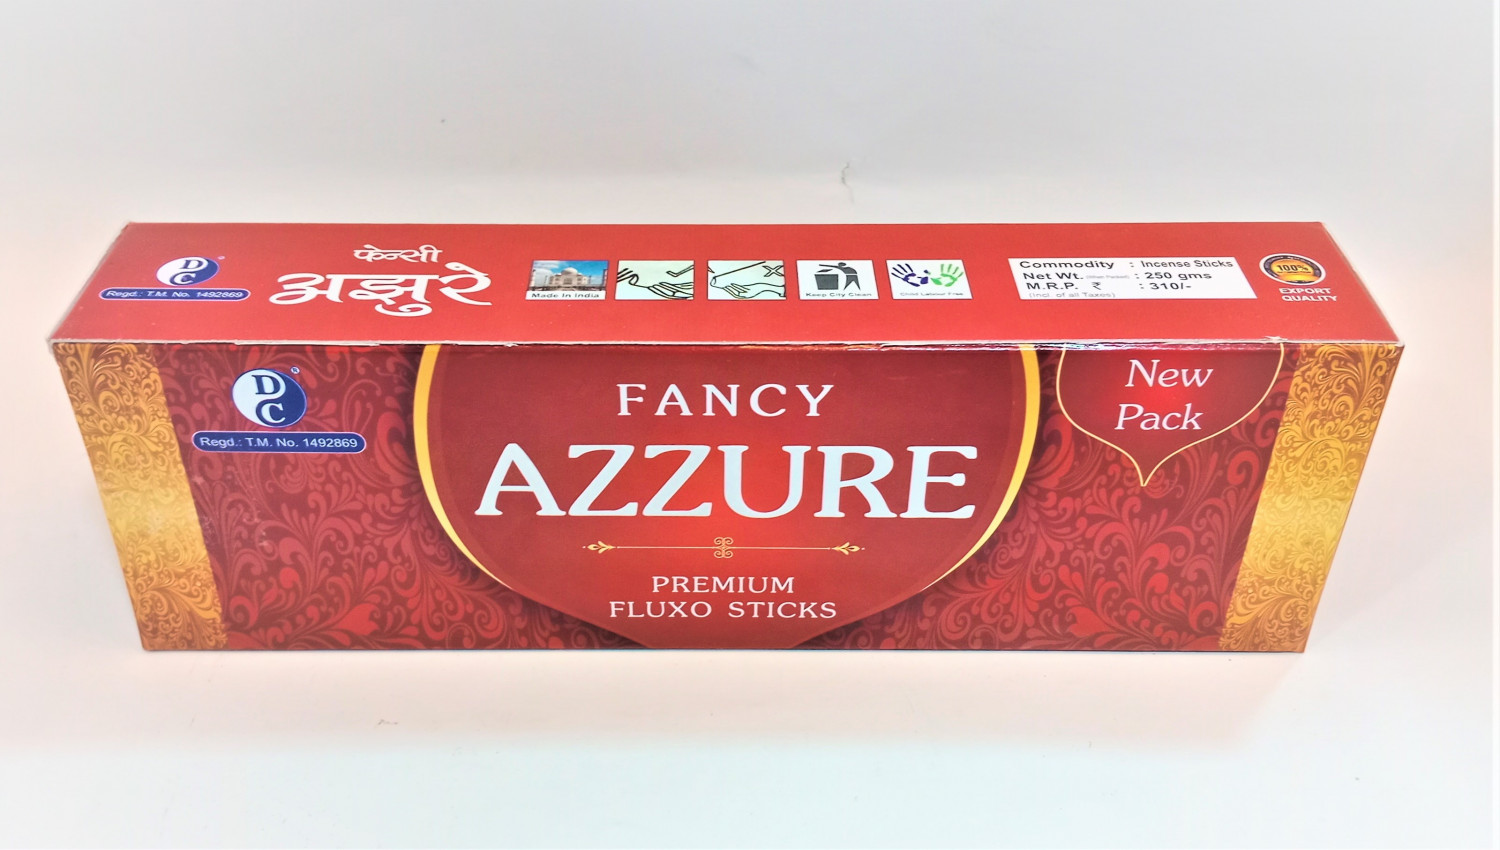 DC
Regd.: T.M. No. 1492869
फेन्सी
अझुरे
Made In India
Keep City Clean
Child Labour Free
Commodity : Incense Sticks
Net Wt. (When Packed) : 250 gms
M.R.P. ₹ : 310/-
(Incl. of all Taxes)
100%
EXPORT
QUALITY
DC®
Regd.: T.M. No. 1492869
FANCY
AZZURE
PREMIUM
FLUXO STICKS
New
Pack